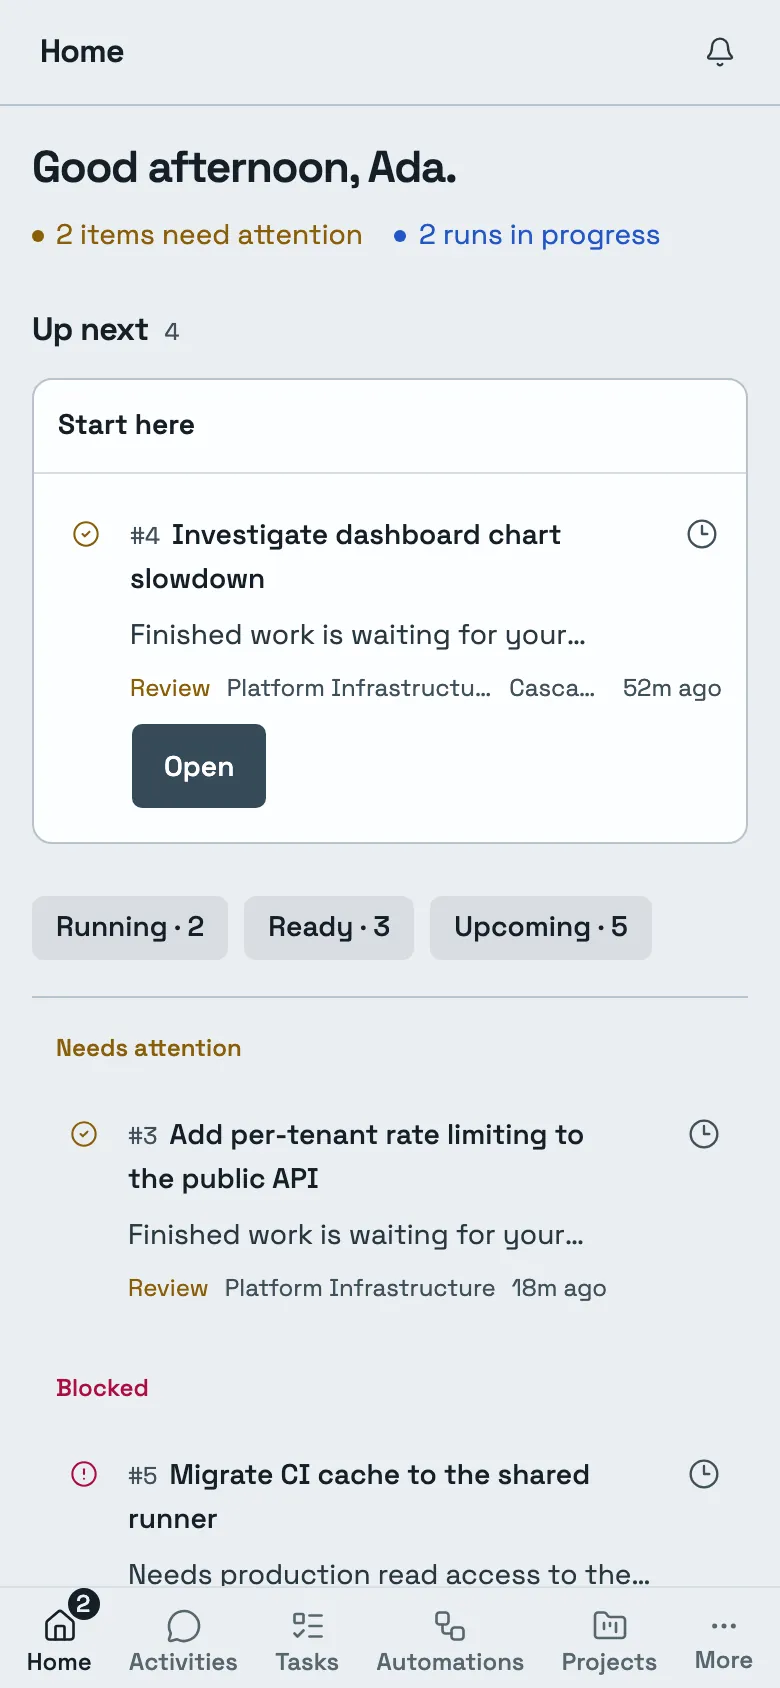 Home
Good afternoon, Ada.
2 items need attention 2 runs in progress
Up next 4
Start here
#4 Investigate dashboard chart
slowdown
Finished work is waiting for your…
Review Platform Infrastructu… Casca… 52m ago
Open
Running · 2 Ready · 3 Upcoming · 5
Needs attention
#3 Add per-tenant rate limiting to
the public API
Finished work is waiting for your…
Review Platform Infrastructure 18m ago
Blocked
#5 Migrate CI cache to the shared
runner
Needs production read access to the…
2
Home Activities Tasks Automations Projects More